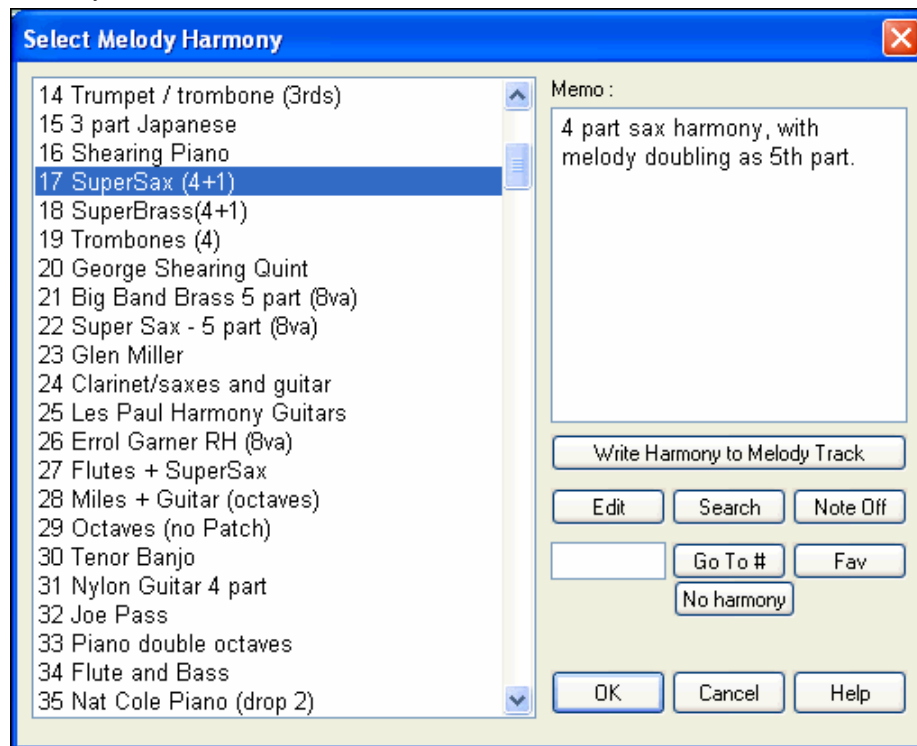 Select Melody Harmony
14 Trumpet / trombone (3rds)
15 3 part Japanese
16 Shearing Piano
17 SuperSax (4+1)
18 SuperBrass(4+1)
19 Trombones (4)
20 George Shearing Quint
21 Big Band Brass 5 part (8va)
22 Super Sax - 5 part (8va)
23 Glen Miller
24 Clarinet/saxes and guitar
25 Les Paul Harmony Guitars
26 Errol Garner RH (8va)
27 Flutes + SuperSax
28 Miles + Guitar (octaves)
29 Octaves (no Patch)
30 Tenor Banjo
31 Nylon Guitar 4 part
32 Joe Pass
33 Piano double octaves
34 Flute and Bass
35 Nat Cole Piano (drop 2)
Memo :
4 part sax harmony, with
melody doubling as 5th part.
Write Harmony to Melody Track
Edit Search Note Off
Go To # Fav
No harmony
OK Cancel Help